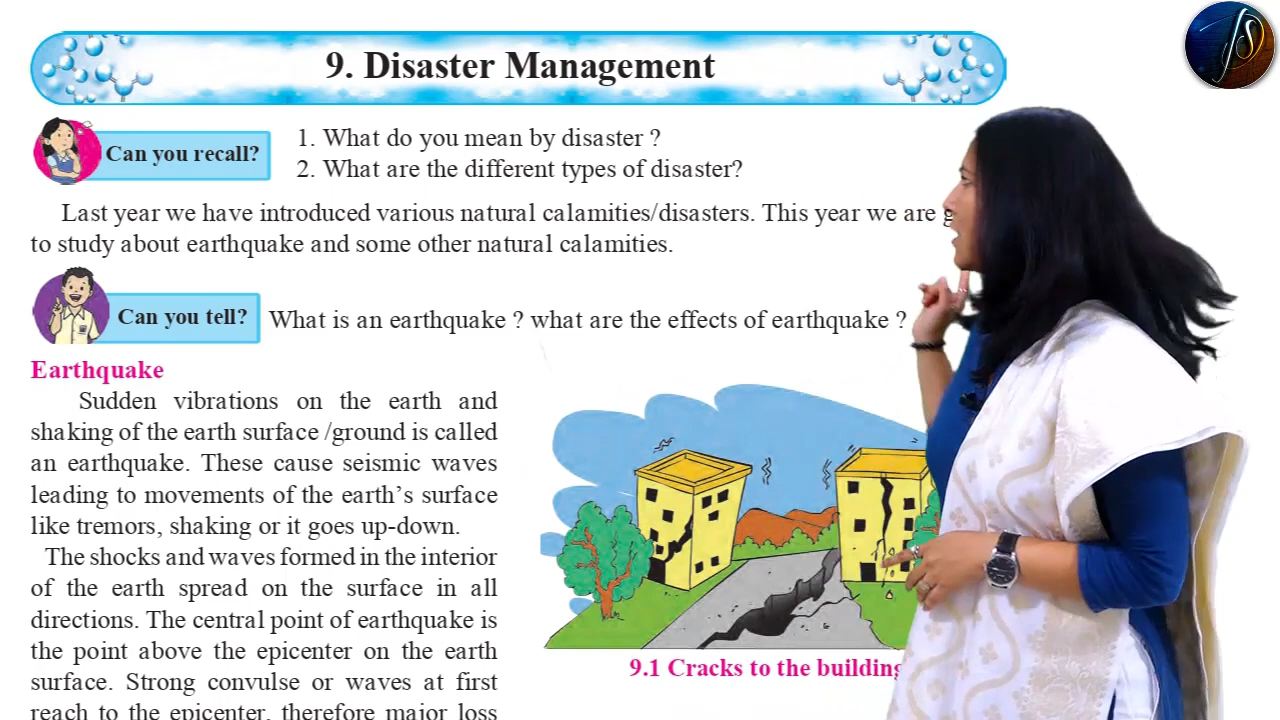 9. Disaster Management
Can you recall?
1. What do you mean by disaster ?
2. What are the different types of disaster?
Last year we have introduced various natural calamities/disasters. This year we are
to study about earthquake and some other natural calamities.
Can you tell?
What is an earthquake ? what are the effects of earthquake ?
Earthquake
Sudden vibrations on the earth and
shaking of the earth surface /ground is called
an earthquake. These cause seismic waves
leading to movements of the earth's surface
like tremors, shaking or it goes up-down.
The shocks and waves formed in the interior
of the earth spread on the surface in all
directions. The central point of earthquake is
the point above the epicenter on the earth
surface. Strong convulse or waves at first
reach to the epicenter, therefore major loss
9.1 Cracks to the building